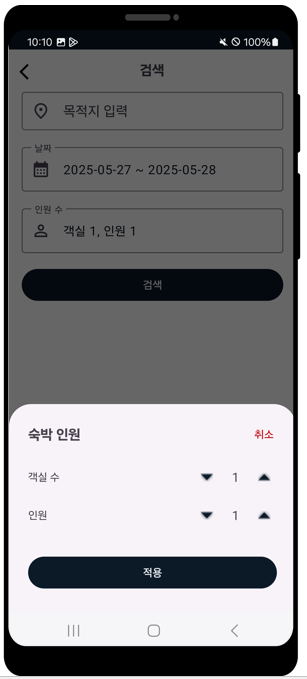 10:10 100%
검색
목적지 입력
날짜
2025-05-27 ~ 2025-05-28
인원 수
객실 1, 인원 1
검색
숙박 인원 취소
객실 수 1
인원 1
적용